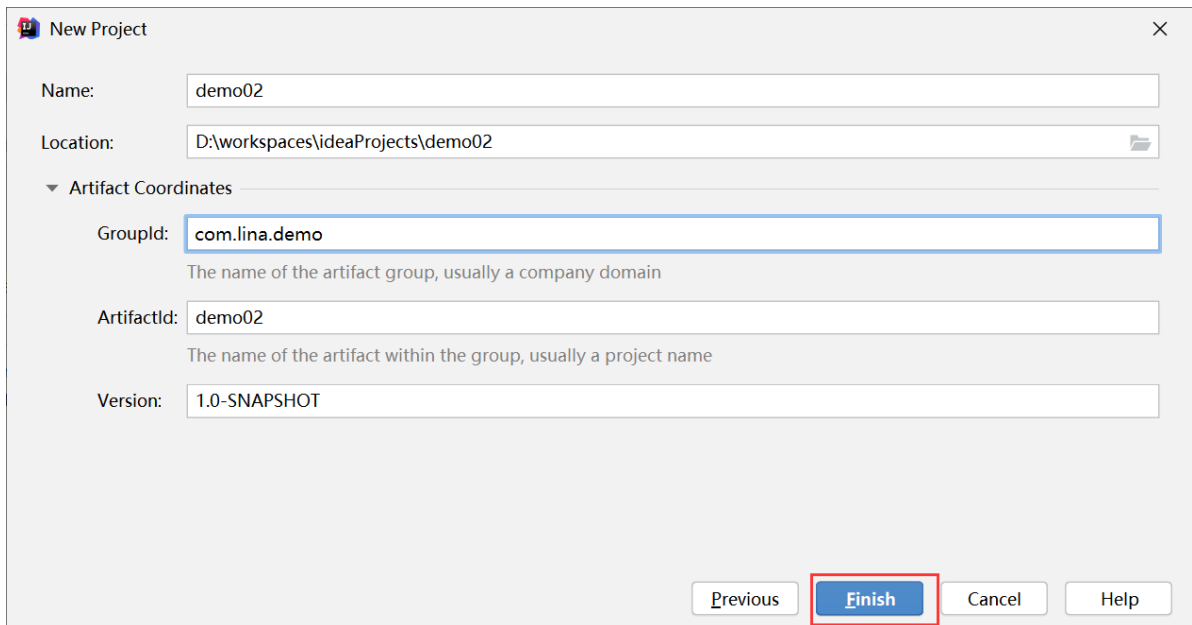 New Project
Name: demo02
Location: D:\workspaces\ideaProjects\demo02
Artifact Coordinates
GroupId: com.lina.demo
The name of the artifact group, usually a company domain
ArtifactId: demo02
The name of the artifact within the group, usually a project name
Version: 1.0-SNAPSHOT
Previous Finish Cancel Help